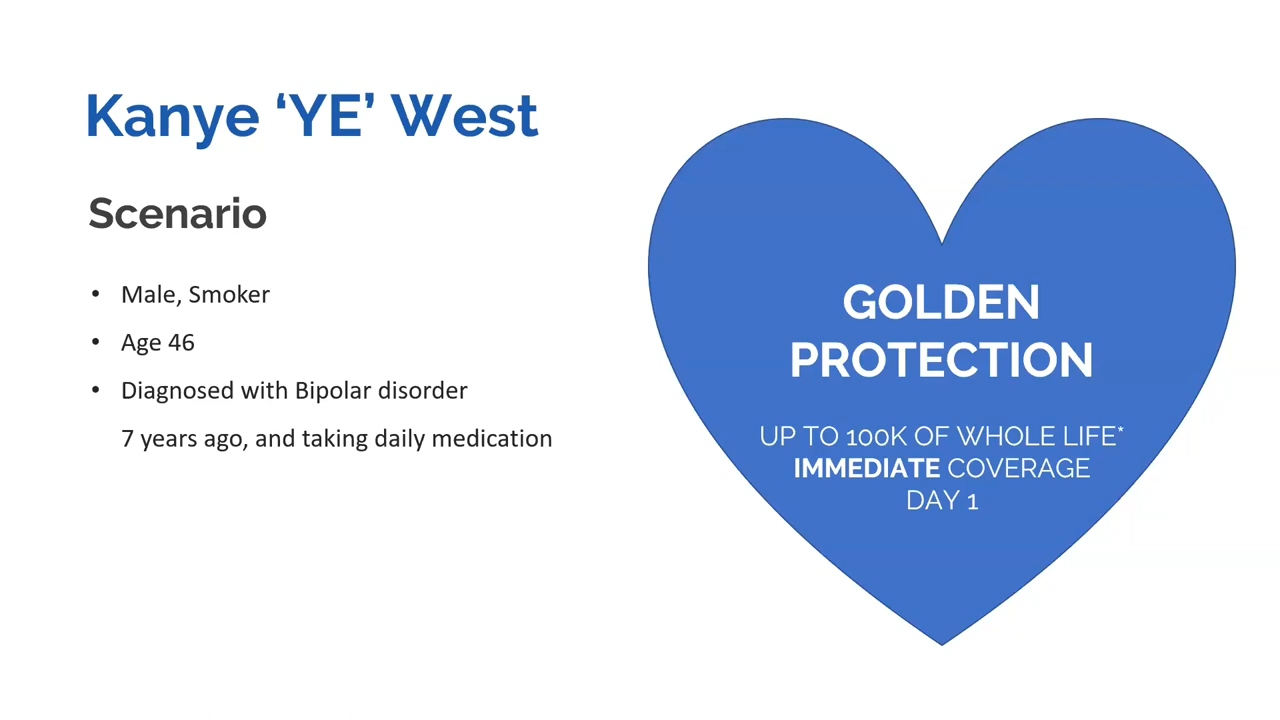 Kanye ‘YE’ West
Scenario
• Male, Smoker
• Age 46
• Diagnosed with Bipolar disorder
7 years ago, and taking daily medication
GOLDEN
PROTECTION
UP TO 100K OF WHOLE LIFE*
IMMEDIATE COVERAGE
DAY 1